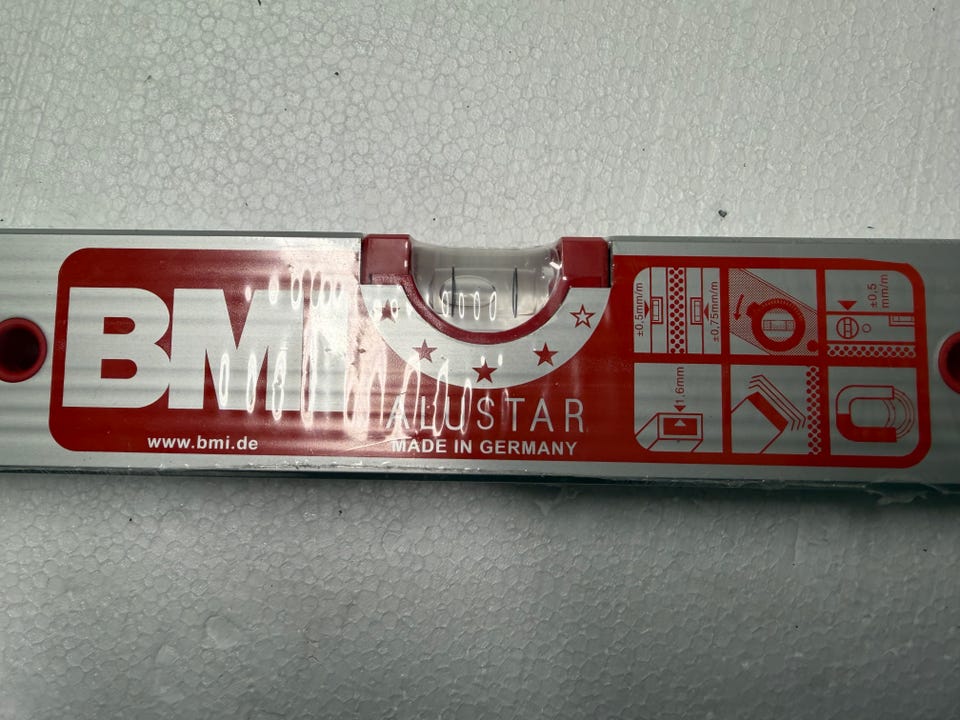 BMI
www.bmi.de
ALUSTAR
MADE IN GERMANY
±0,5mm/m
±0,75mm/m
±0,5
mm/m
1.6mm